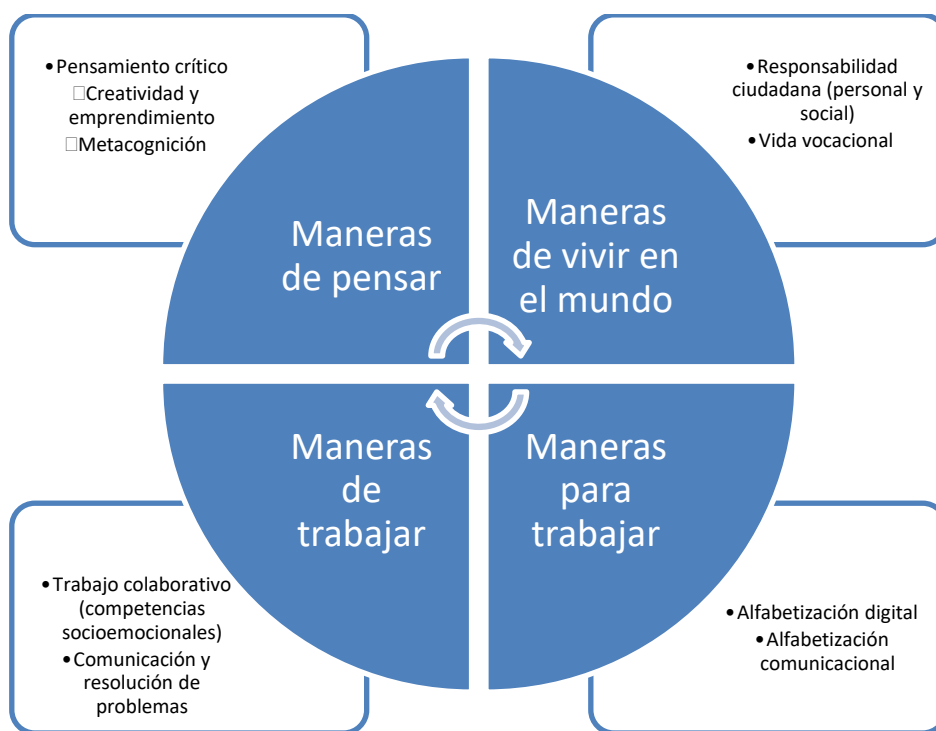 •Pensamiento crítico
□Creatividad y
emprendimiento
□Metacognición
•Responsabilidad
ciudadana (personal y
social)
•Vida vocacional
Maneras
de pensar
Maneras
de vivir en
el mundo
Maneras
de
trabajar
Maneras
para
trabajar
•Trabajo colaborativo
(competencias
socioemocionales)
•Comunicación y
resolución de
problemas
•Alfabetización digital
•Alfabetización
comunicacional